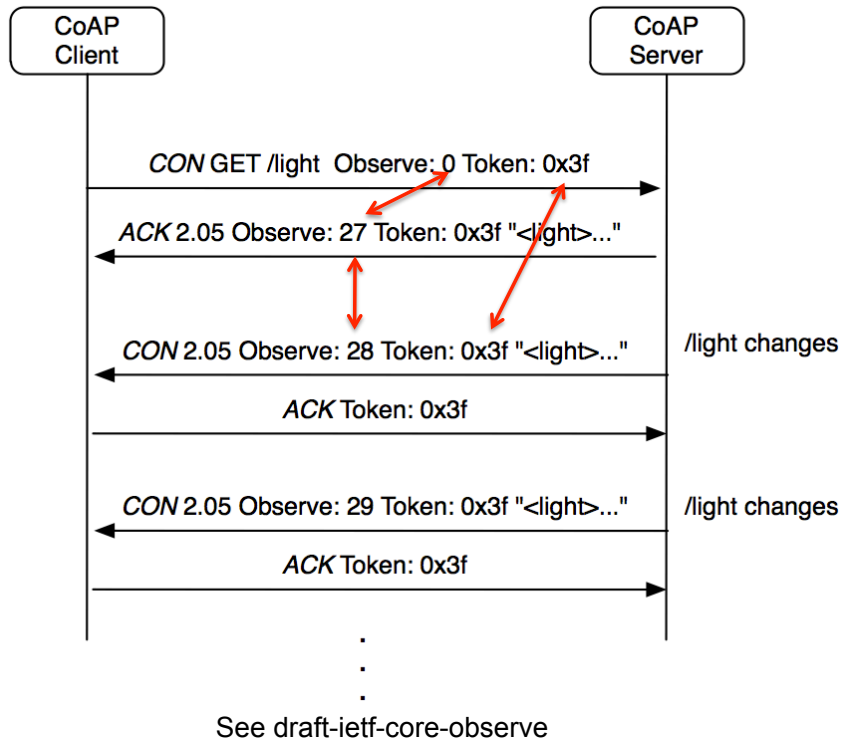 CoAP
Client
CoAP
Server
CON GET /light Observe: 0 Token: 0x3f
ACK 2.05 Observe: 27 Token: 0x3f "<light>..."
CON 2.05 Observe: 28 Token: 0x3f "<light>..."
/light changes
ACK Token: 0x3f
CON 2.05 Observe: 29 Token: 0x3f "<light>..."
/light changes
ACK Token: 0x3f
.
.
.
See draft-ietf-core-observe